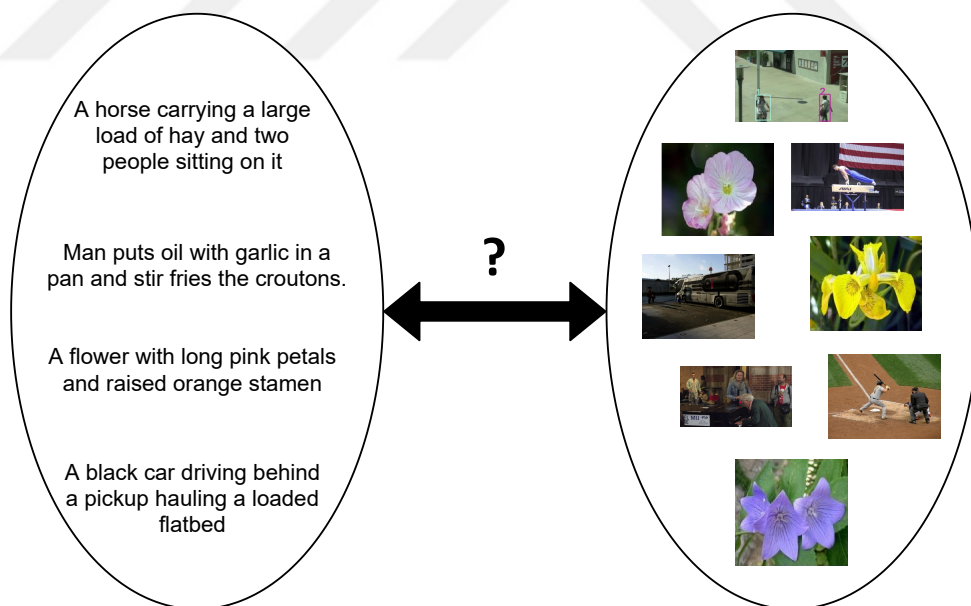 A horse carrying a large
load of hay and two
people sitting on it
Man puts oil with garlic in a
pan and stir fries the croutons.
?
A flower with long pink petals
and raised orange stamen
A black car driving behind
a pickup hauling a loaded
flatbed